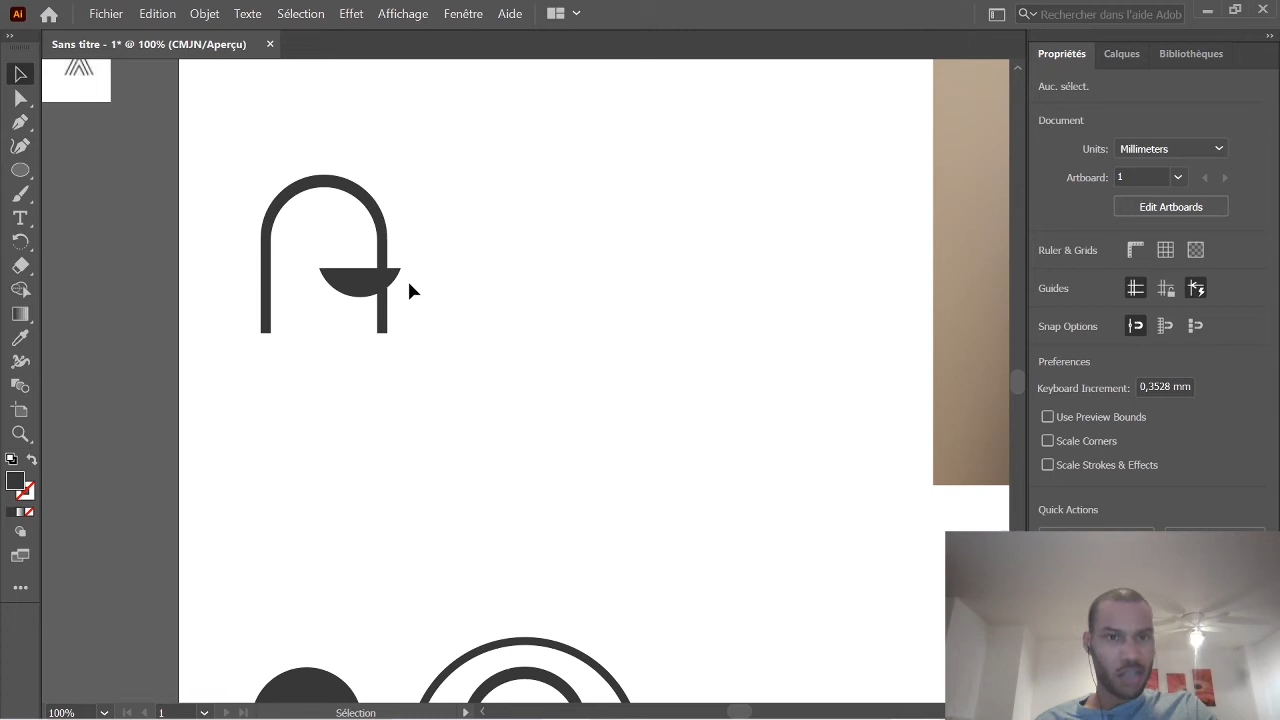 Ai
Fichier Edition Objet Texte Sélection Effet Affichage Fenêtre Aide
Rechercher dans l'aide Adob
Sans titre - 1* @ 100% (CMJN/Aperçu)
Propriétés Calques Bibliothèques
Auc. sélect.
Document
Units: Millimeters
Artboard: 1
Edit Artboards
Ruler & Grids
Guides
Snap Options
Preferences
Keyboard Increment: 0,3528 mm
Use Preview Bounds
Scale Corners
Scale Strokes & Effects
Quick Actions
100% 1 Sélection